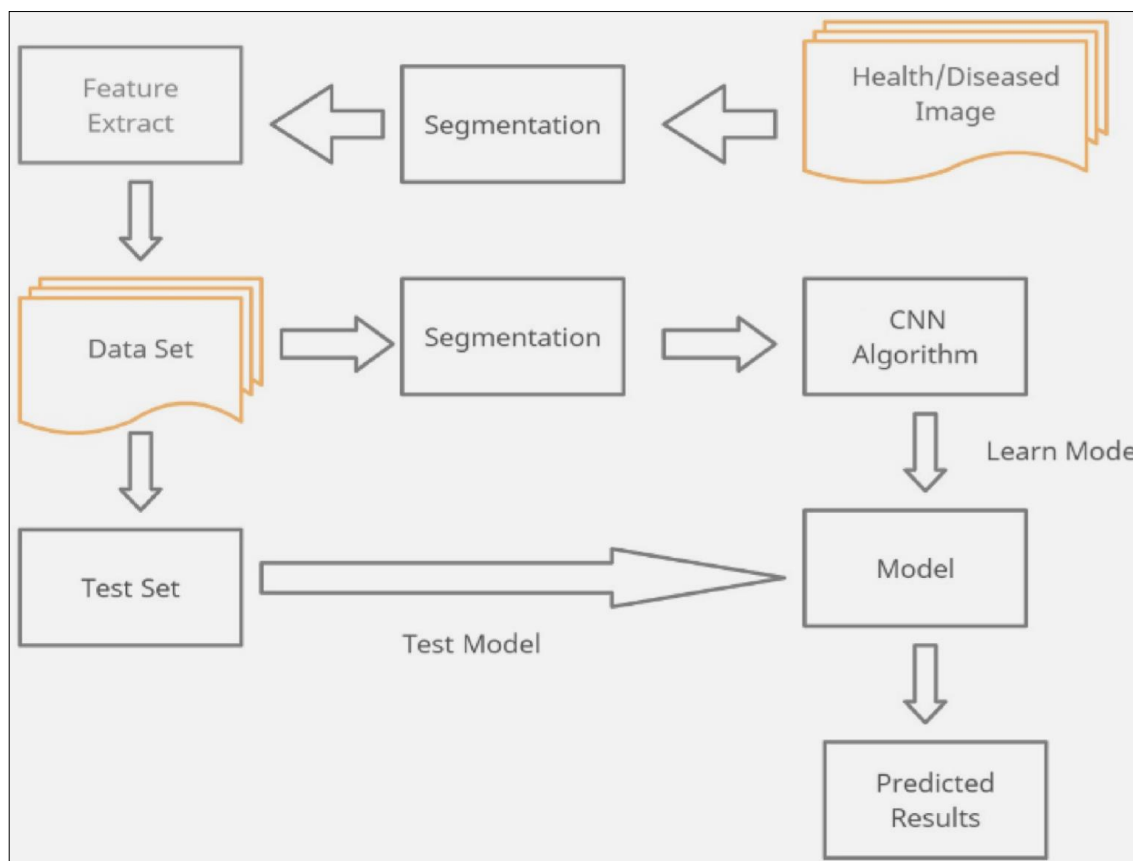 Feature
Extract
Segmentation
Health/Diseased
Image
Data Set
Segmentation
CNN
Algorithm
Learn Mode
Test Set
Test Model
Model
Predicted
Results